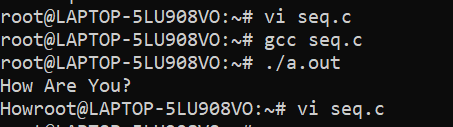 root@LAPTOP-5LU908VO:~# vi seq.c
root@LAPTOP-5LU908VO:~# gcc seq.c
root@LAPTOP-5LU908VO:~# ./a.out
How Are You?
Howroot@LAPTOP-5LU908VO:~# vi seq.c